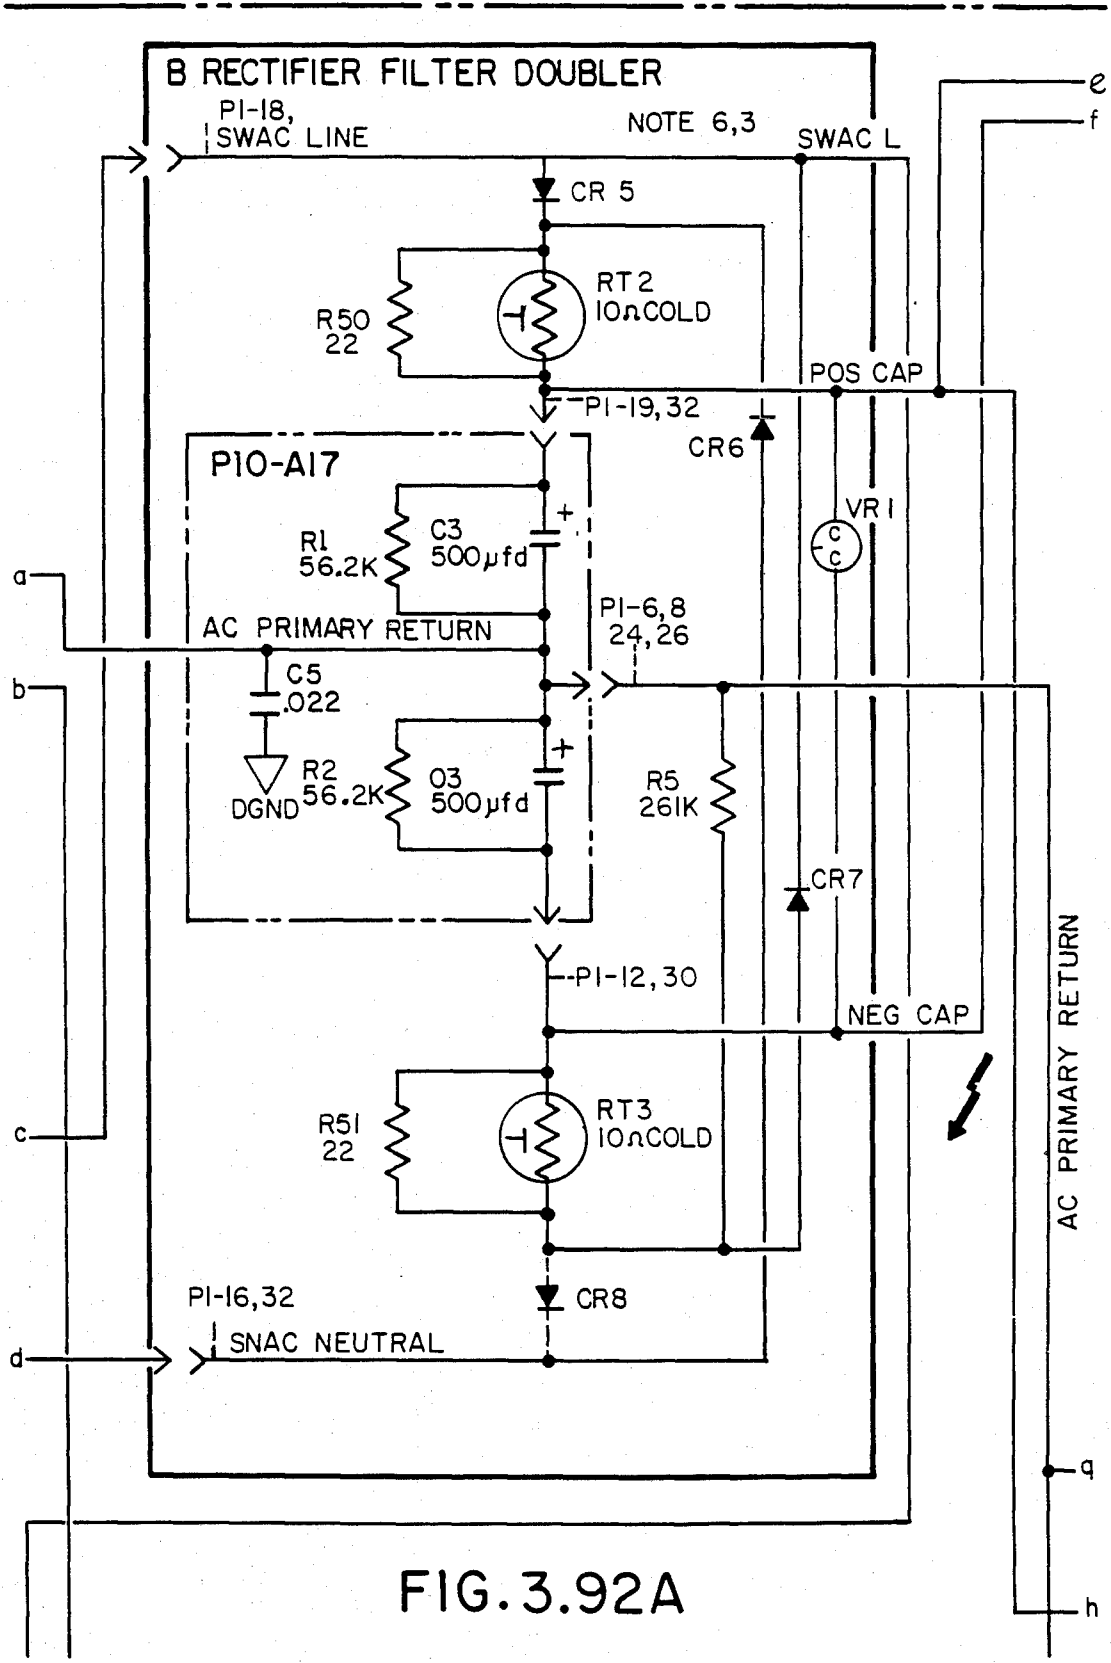 B RECTIFIER FILTER DOUBLER
P1-18,
SWAC LINE
NOTE 6,3
SWAC L
e
f
CR 5
RT2
10ΩCOLD
R50
22
POS CAP
P1-19,32
CR6
P10-A17
VR1
C
C
C3
500µfd
+
R1
56.2K
a
AC PRIMARY RETURN
P1-6,8
24,26
b
C5
.022
DGND
R2
56.2K
O3
500µfd
+
R5
261K
CR7
P1-12,30
NEG CAP
AC PRIMARY RETURN
c
R51
22
RT3
10ΩCOLD
P1-16,32
CR8
d
SNAC NEUTRAL
q
FIG. 3.92A
h